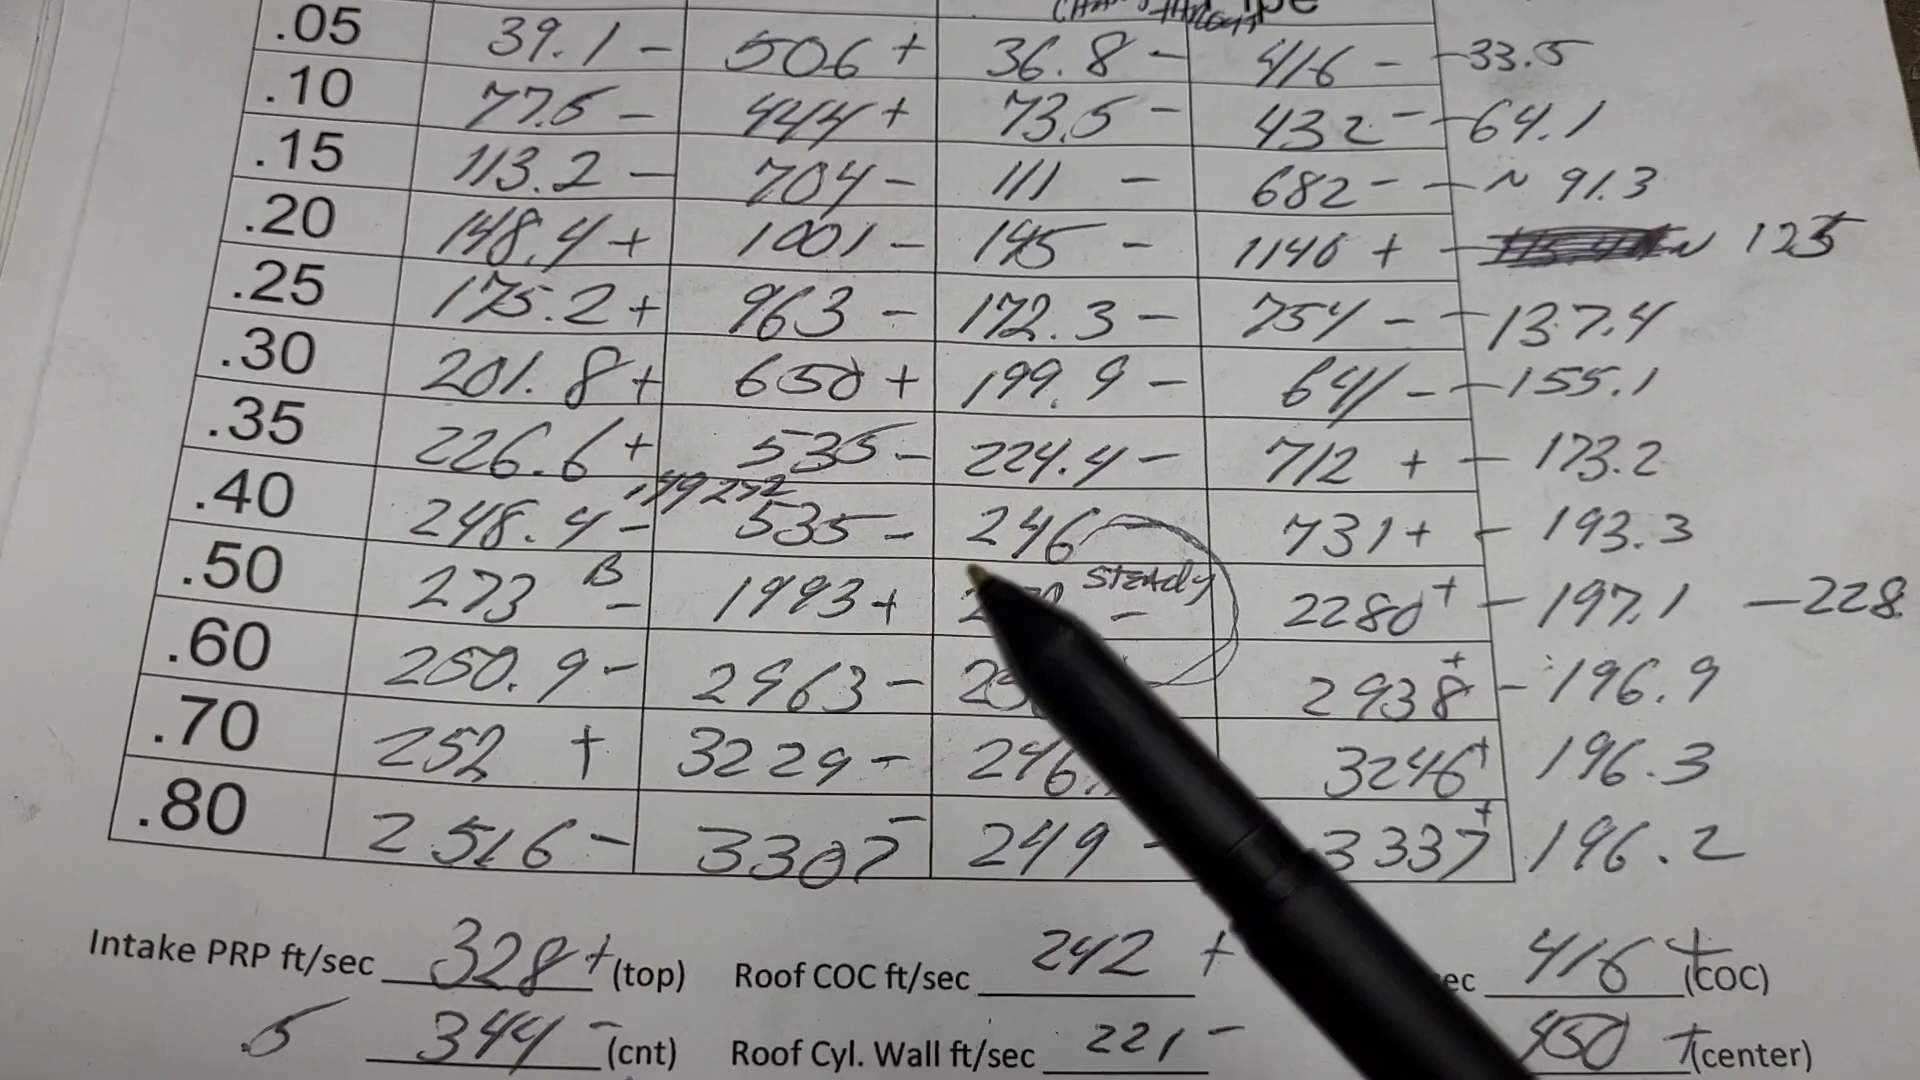 .05 39.1 - 506 + 36.8 - 416 - -33.5
.10 77.5 - 444 + 73.5 - 432 - -64.1
.15 113.2 - 704 - 111 - 682 - - ~ 91.3
.20 148.4 + 1001 - 145 - 1140 + - ~ 125
.25 175.2 + 963 - 172.3 - 754 - -137.4
.30 201.8 + 650 + 199.9 - 641 - -155.1
.35 226.6 + 535 - 224.4 - 712 + - 173.2
.40 248.4 - 535 - 246 731 + - 193.3
.50 273 B - 1993 + STEADY - 2280 + - 197.1 - 228
.60 250.9 - 2963 - 2938 + - 196.9
.70 252 + 3229 - 246. 3246 + 196.3
.80 251.6 - 3307 - 249 - 3337 + 196.2
Intake PRP ft/sec 328 + (top) Roof COC ft/sec 242 + ec 416 + (COC)
.5 344 - (cnt) Roof Cyl. Wall ft/sec 221 - 450 + (center)